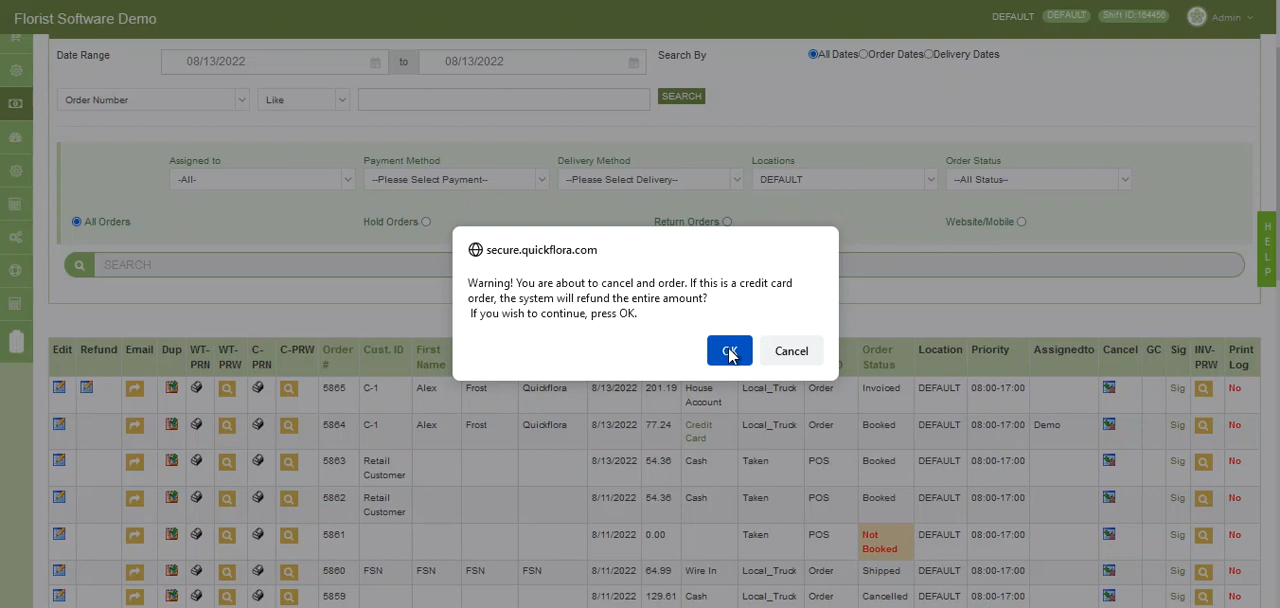 Florist Software Demo
DEFAULT DEFAULT Shift ID:164456 Admin
Date Range 08/13/2022 to 08/13/2022 Search By All Dates Order Dates Delivery Dates
Order Number Like SEARCH
Assigned to Payment Method Delivery Method Locations Order Status
-All- --Please Select Payment-- --Please Select Delivery-- DEFAULT --All Status--
All Orders Hold Orders Return Orders Website/Mobile
HELP
SEARCH
secure.quickflora.com
Warning! You are about to cancel and order. If this is a credit card
order, the system will refund the entire amount?
If you wish to continue, press OK.
OK Cancel
Edit Refund Email Dup WT- WT- C- C-PRW Order Cust. ID First Order Location Priority Assignedto Cancel GC Sig INV- Print
PRN PRW PRN # Name Status PRW Log
5865 C-1 Alex Frost Quickflora 8/13/2022 201.19 House Local_Truck Order Invoiced DEFAULT 08:00-17:00 Sig No
Account
5864 C-1 Alex Frost Quickflora 8/13/2022 77.24 Credit Local_Truck Order Booked DEFAULT 08:00-17:00 Demo Sig No
Card
5863 Retail 8/13/2022 54.36 Cash Taken POS Booked DEFAULT 08:00-17:00 Sig No
Customer
5862 Retail 8/11/2022 54.36 Cash Taken POS Booked DEFAULT 08:00-17:00 Sig No
Customer
5861 8/11/2022 0.00 Taken POS Not DEFAULT 08:00-17:00 Sig No
Booked
5860 FSN FSN FSN FSN 8/11/2022 64.99 Wire In Local_Truck Order Shipped DEFAULT 08:00-17:00 Sig No
5859 8/11/2022 129.61 Cash Local_Truck Order Cancelled DEFAULT 08:00-17:00 Sig No